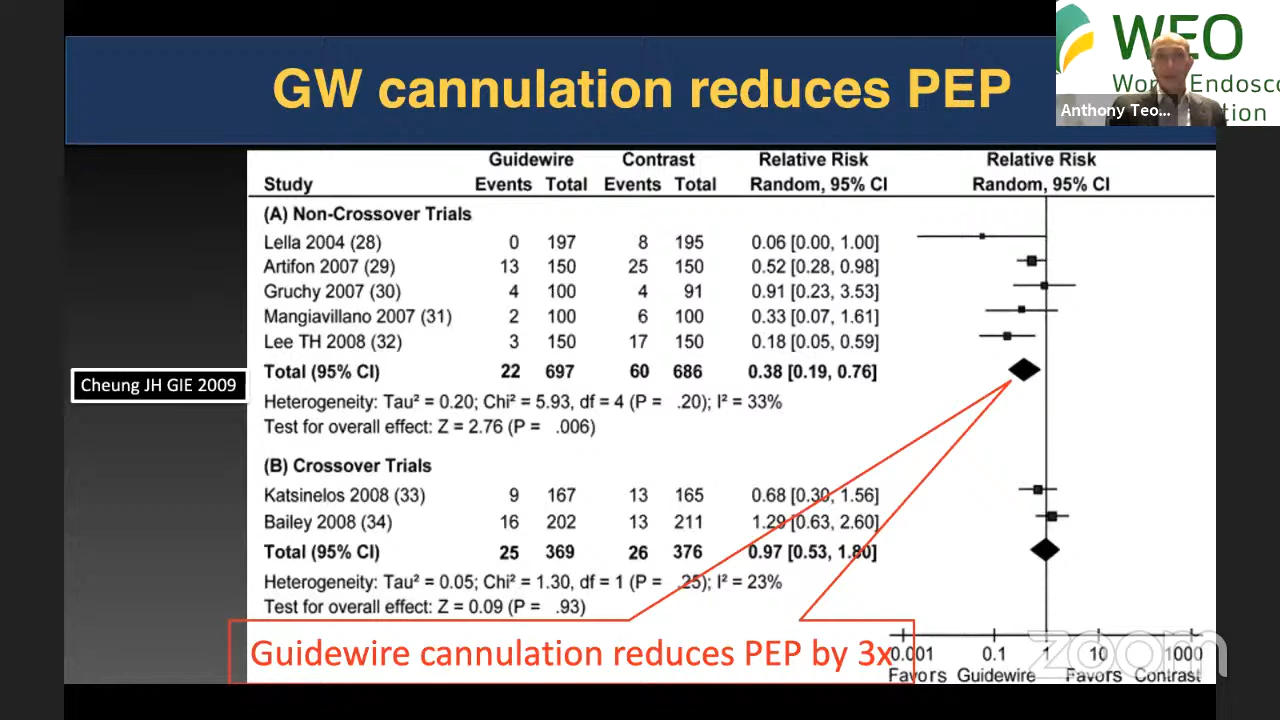 GW cannulation reduces PEP
WEO
Anthony Teo...
Guidewire Contrast Relative Risk Relative Risk
Study Events Total Events Total Random, 95% CI Random, 95% CI
(A) Non-Crossover Trials
Lella 2004 (28) 0 197 8 195 0.06 [0.00, 1.00]
Artifon 2007 (29) 13 150 25 150 0.52 [0.28, 0.98]
Gruchy 2007 (30) 4 100 4 91 0.91 [0.23, 3.53]
Mangiavillano 2007 (31) 2 100 6 100 0.33 [0.07, 1.61]
Lee TH 2008 (32) 3 150 17 150 0.18 [0.05, 0.59]
Total (95% CI) 22 697 60 686 0.38 [0.19, 0.76]
Cheung JH GIE 2009
Heterogeneity: Tau² = 0.20; Chi² = 5.93, df = 4 (P = .20); I² = 33%
Test for overall effect: Z = 2.76 (P = .006)
(B) Crossover Trials
Katsinelos 2008 (33) 9 167 13 165 0.68 [0.30, 1.56]
Bailey 2008 (34) 16 202 13 211 1.29 [0.63, 2.60]
Total (95% CI) 25 369 26 376 0.97 [0.53, 1.80]
Heterogeneity: Tau² = 0.05; Chi² = 1.30, df = 1 (P = .25); I² = 23%
Test for overall effect: Z = 0.09 (P = .93)
Guidewire cannulation reduces PEP by 3x
0.001 0.1 1 10 1000
Favors Guidewire Favors Contrast
zoom